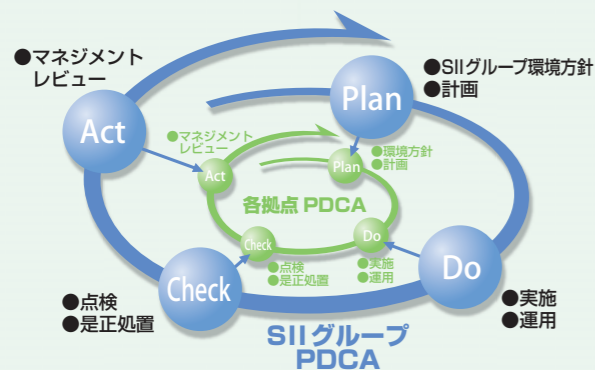 ●マネジメント
レビュー
Act
Plan
●SIIグループ環境方針
●計画
●マネジメント
レビュー
Act
Plan
●環境方針
●計画
各拠点 PDCA
Check
●点検
●是正処置
Do
●実施
●運用
Check
●点検
●是正処置
Do
●実施
●運用
SIIグループ
PDCA